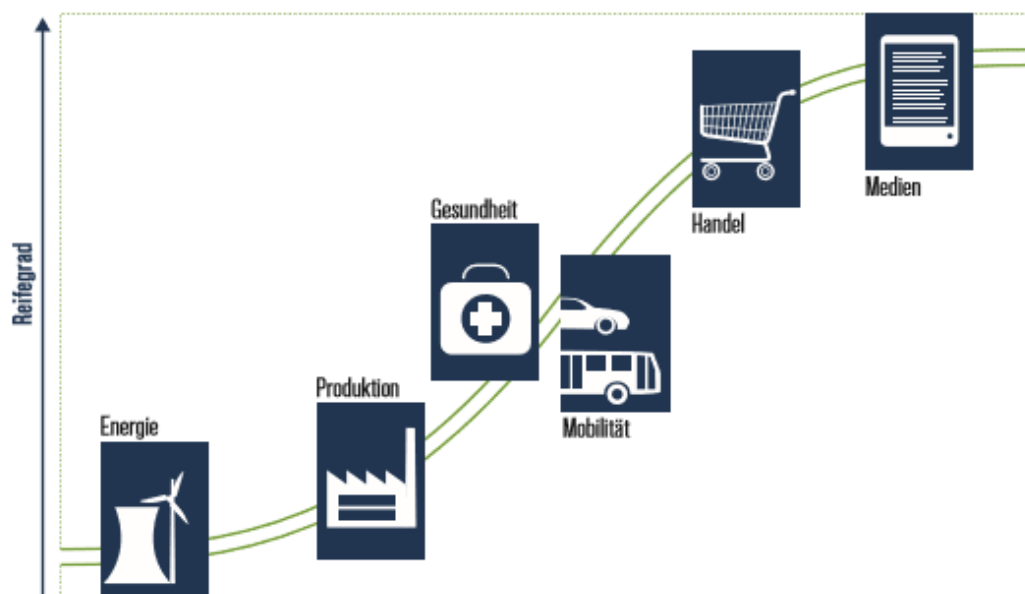 Reifegrad
Energie
Produktion
Gesundheit
Mobilität
Handel
Medien